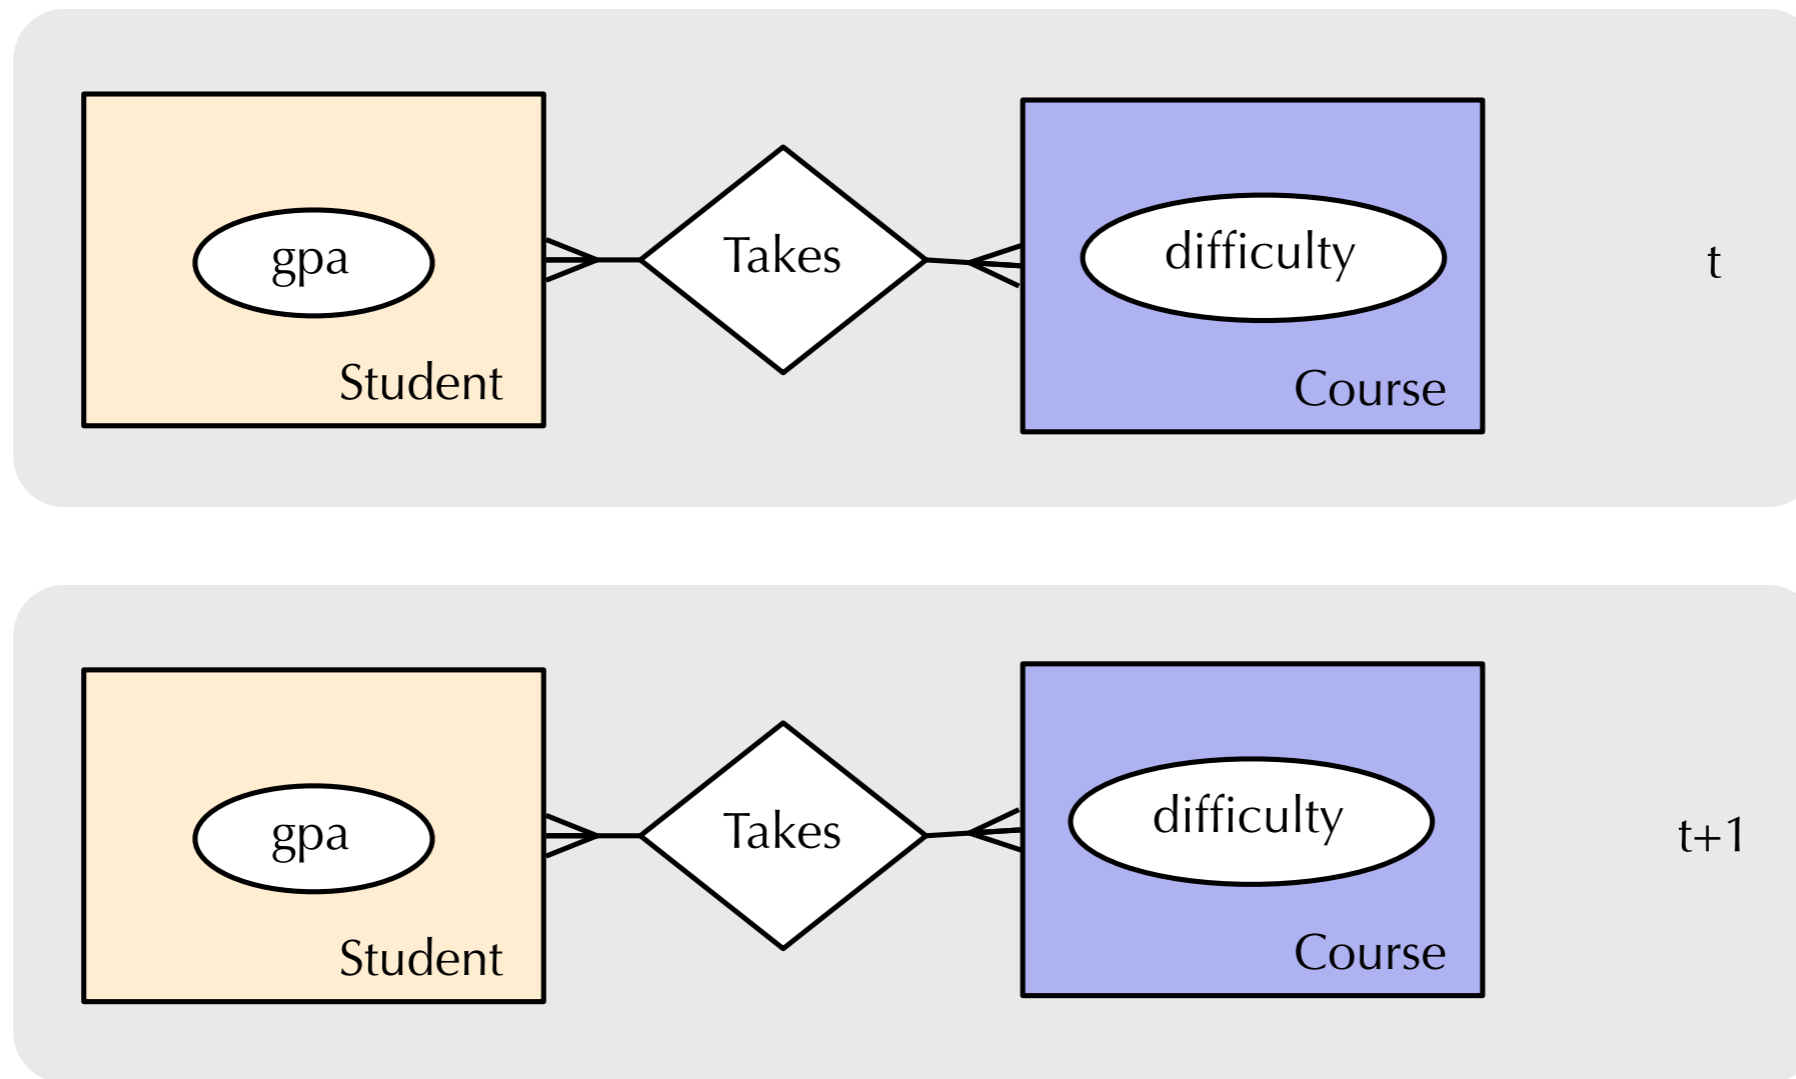 gpa
Takes
difficulty
t
Student
Course
gpa
Takes
difficulty
t+1
Student
Course